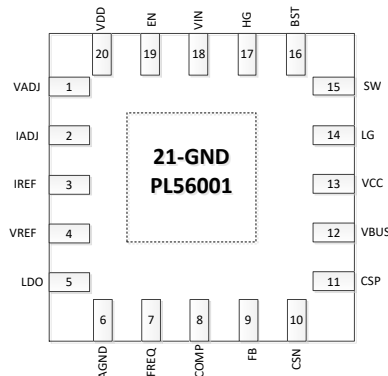 VDD
EN
VIN
HG
BST
20
19
18
17
16
VADJ 1
15 SW
IADJ 2
14 LG
IREF 3
13 VCC
VREF 4
12 VBUS
LDO 5
11 CSP
21-GND
PL56001
6
7
8
9
10
AGND
FREQ
COMP
FB
CSN